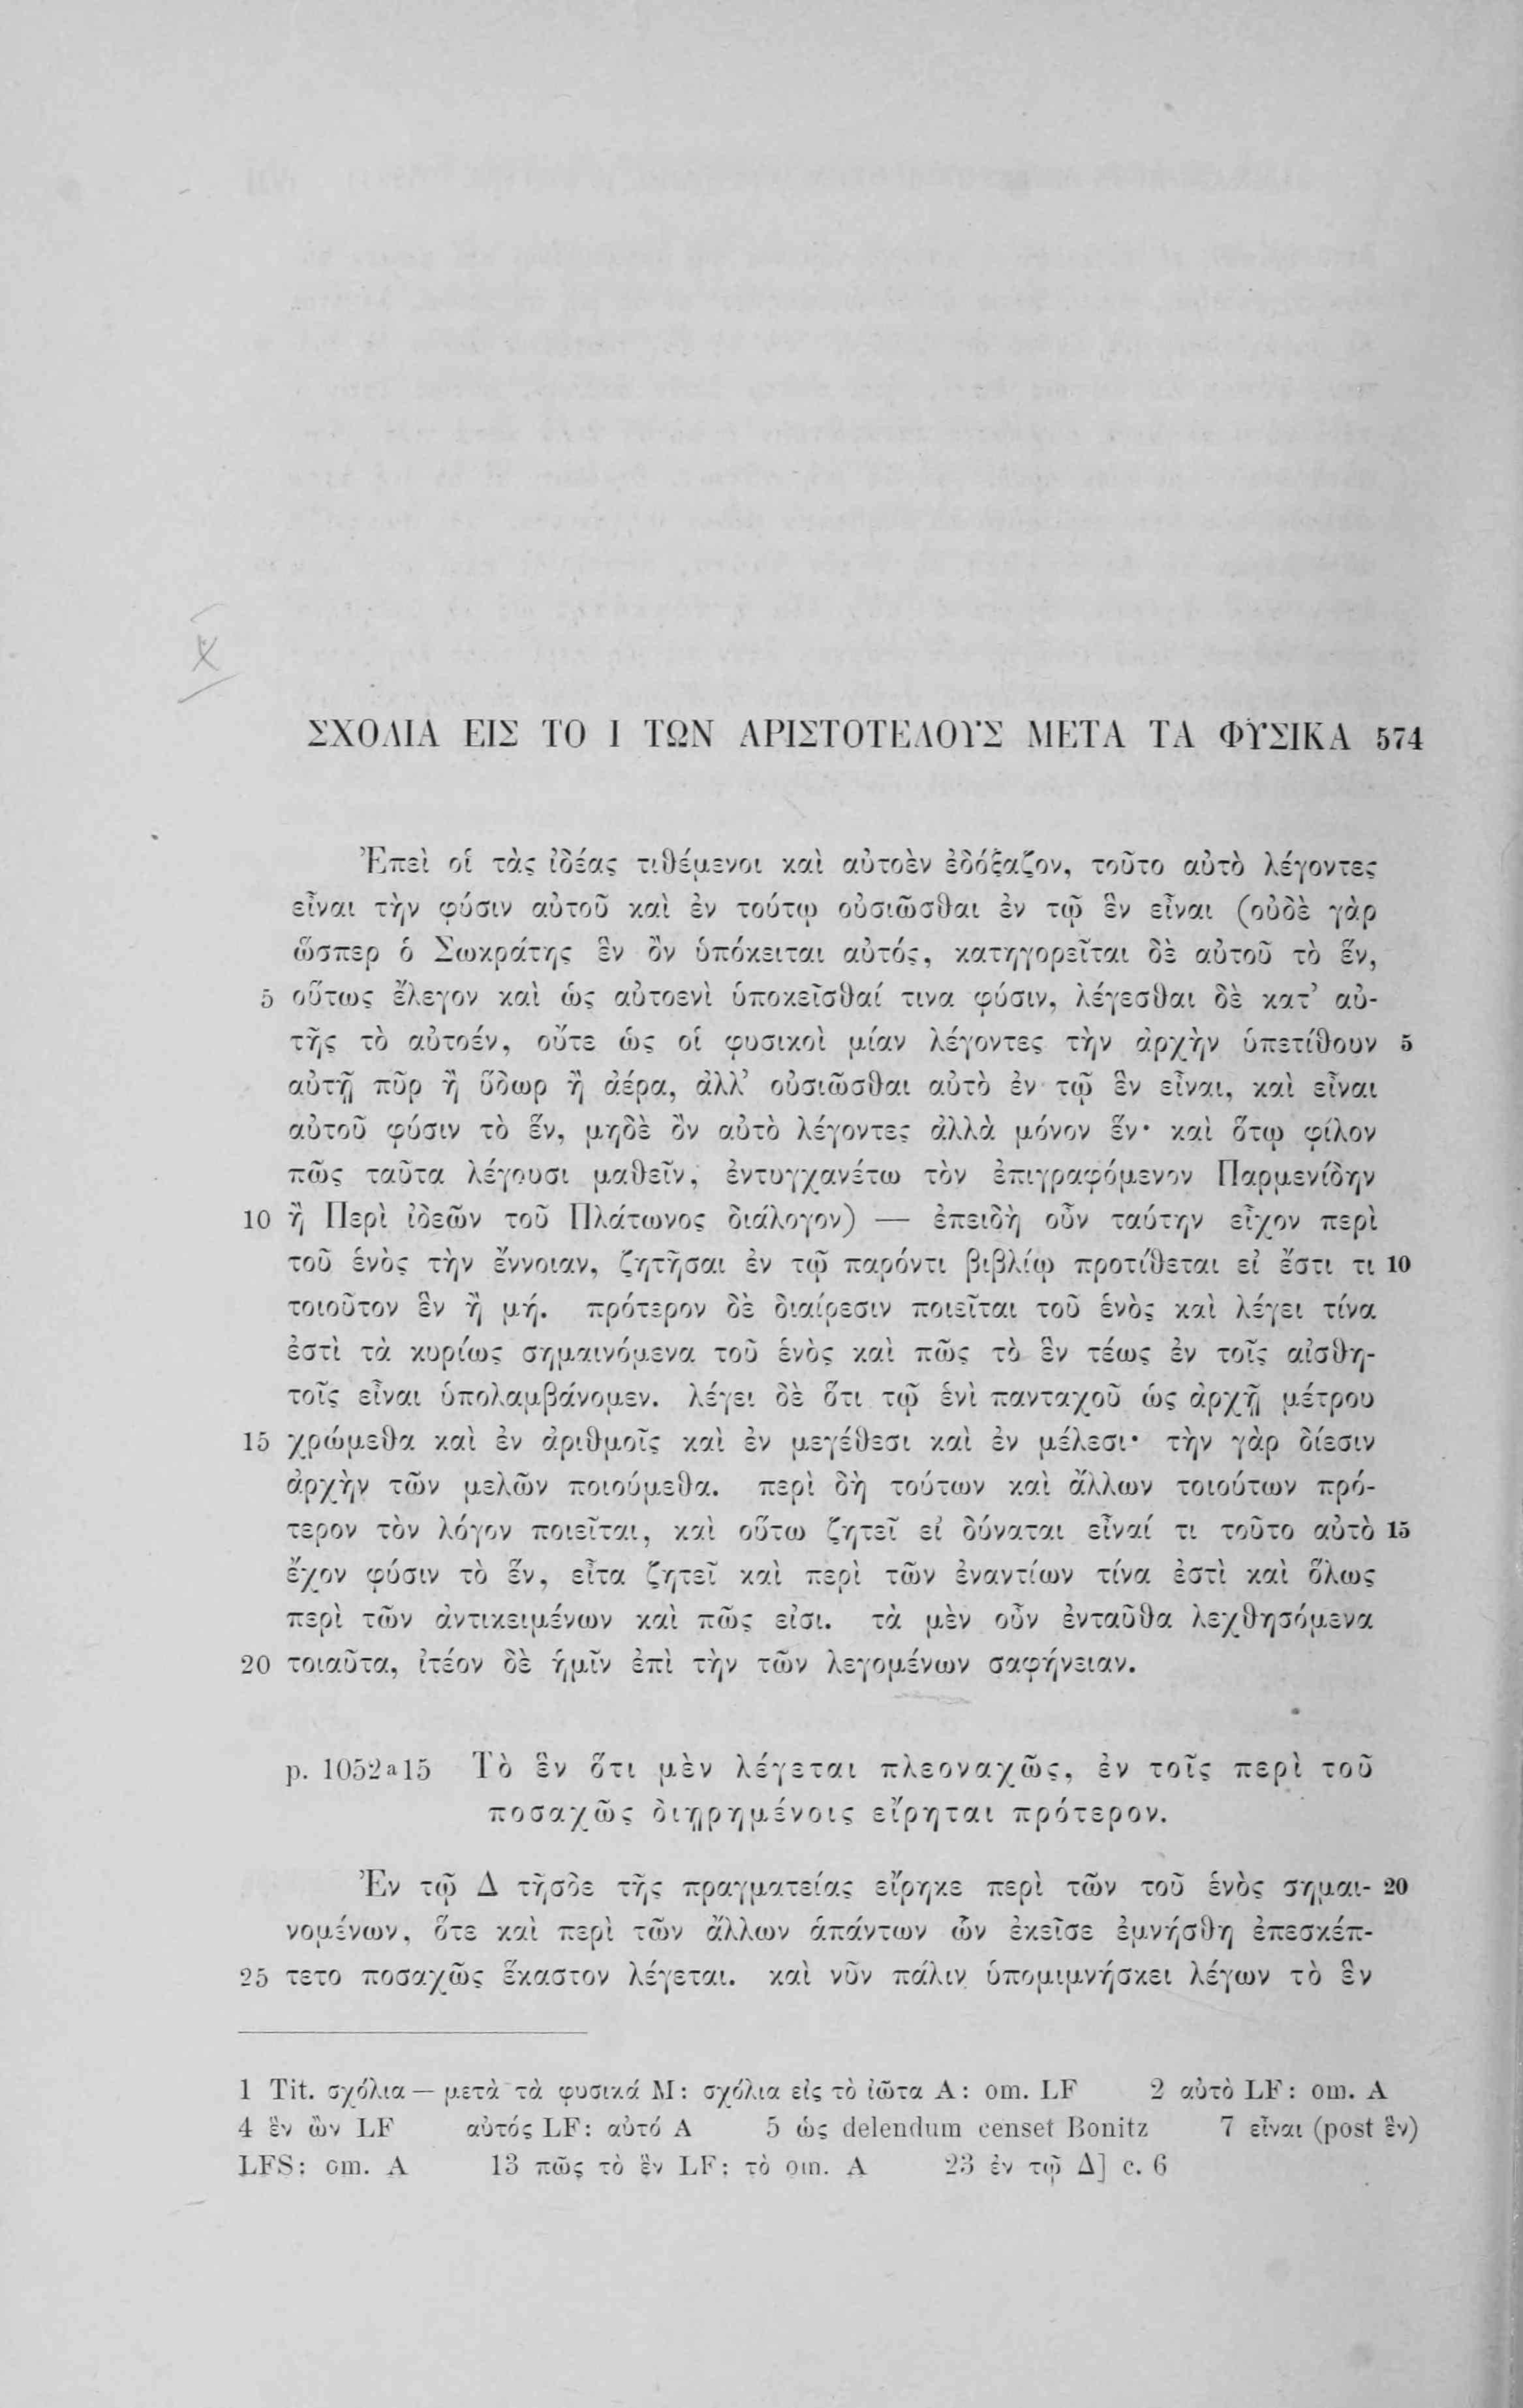 ΣΧΟΛΙΑ ΕΙΣ ΤΟ Ι ΤΩΝ ΑΡΙΣΤΟΤΕΛΟΥΣ ΜΕΤΑ ΤΑ ΦΥΣΙΚΑ 574
Ἐπεὶ οἱ τὰς ἰδέας τιθέμενοι καὶ αὐτοὲν ἐδόξαζον, τοῦτο αὐτὸ λέγοντες
εἶναι τὴν φύσιν αὐτοῦ καὶ ἐν τούτῳ οὐσιῶσθαι ἐν τῷ ἓν εἶναι (οὐδὲ γὰρ
ὥσπερ ὁ Σωκράτης ἓν ὂν ὑπόκειται αὐτός, κατηγορεῖται δὲ αὐτοῦ τὸ ἕν,
5 οὕτως ἔλεγον καὶ ὡς αὐτοενὶ ὑποκεῖσθαί τινα φύσιν, λέγεσθαι δὲ κατ’ αὐ-
τῆς τὸ αὐτοέν, οὔτε ὡς οἱ φυσικοὶ μίαν λέγοντες τὴν ἀρχὴν ὑπετίθουν 5
αὐτῇ πῦρ ἢ ὕδωρ ἢ ἀέρα, ἀλλ’ οὐσιῶσθαι αὐτὸ ἐν τῷ ἓν εἶναι, καὶ εἶναι
αὐτοῦ φύσιν τὸ ἕν, μηδὲ ὂν αὐτὸ λέγοντες ἀλλὰ μόνον ἕν· καὶ ὅτῳ φίλον
πῶς ταῦτα λέγουσι μαθεῖν, ἐντυγχανέτω τὸν ἐπιγραφόμενον Παρμενίδην
10 ἢ Περὶ ἰδεῶν τοῦ Πλάτωνος διάλογον) — ἐπειδὴ οὖν ταύτην εἶχον περὶ
τοῦ ἑνὸς τὴν ἔννοιαν, ζητῆσαι ἐν τῷ παρόντι βιβλίῳ προτίθεται εἰ ἔστι τι 10
τοιοῦτον ἓν ἢ μή. πρότερον δὲ διαίρεσιν ποιεῖται τοῦ ἑνὸς καὶ λέγει τίνα
ἐστὶ τὰ κυρίως σημαινόμενα τοῦ ἑνὸς καὶ πῶς τὸ ἓν τέως ἐν τοῖς αἰσθη-
τοῖς εἶναι ὑπολαμβάνομεν. λέγει δὲ ὅτι τῷ ἑνὶ πανταχοῦ ὡς ἀρχῇ μέτρου
15 χρώμεθα καὶ ἐν ἀριθμοῖς καὶ ἐν μεγέθεσι καὶ ἐν μέλεσι· τὴν γὰρ δίεσιν
ἀρχὴν τῶν μελῶν ποιούμεθα. περὶ δὴ τούτων καὶ ἄλλων τοιούτων πρό-
τερον τὸν λόγον ποιεῖται, καὶ οὕτω ζητεῖ εἰ δύναται εἶναί τι τοῦτο αὐτὸ 15
ἔχον φύσιν τὸ ἕν, εἶτα ζητεῖ καὶ περὶ τῶν ἐναντίων τίνα ἐστὶ καὶ ὅλως
περὶ τῶν ἀντικειμένων καὶ πῶς εἰσι. τὰ μὲν οὖν ἐνταῦθα λεχθησόμενα
20 τοιαῦτα, ἰτέον δὲ ἡμῖν ἐπὶ τὴν τῶν λεγομένων σαφήνειαν.
p. 1052a15 Τὸ ἓν ὅτι μὲν λέγεται πλεοναχῶς, ἐν τοῖς περὶ τοῦ
ποσαχῶς διῃρημένοις εἴρηται πρότερον.
Ἐν τῷ Δ τῆσδε τῆς πραγματείας εἴρηκε περὶ τῶν τοῦ ἑνὸς σημαι- 20
νομένων, ὅτε καὶ περὶ τῶν ἄλλων ἁπάντων ὧν ἐκεῖσε ἐμνήσθη ἐπεσκέπ-
25 τετο ποσαχῶς ἕκαστον λέγεται. καὶ νῦν πάλιν ὑπομιμνήσκει λέγων τὸ ἓν
1 Tit. σχόλια — μετὰ τὰ φυσικά M: σχόλια εἰς τὸ ἰῶτα A: om. LF 2 αὐτὸ LF: om. A
4 ἓν ὢν LF αὐτός LF: αὐτό A 5 ὡς delendum censet Bonitz 7 εἶναι (post ἓν)
LFS: om. A 13 πῶς τὸ ἓν LF: τὸ om. A 23 ἐν τῷ Δ] c. 6